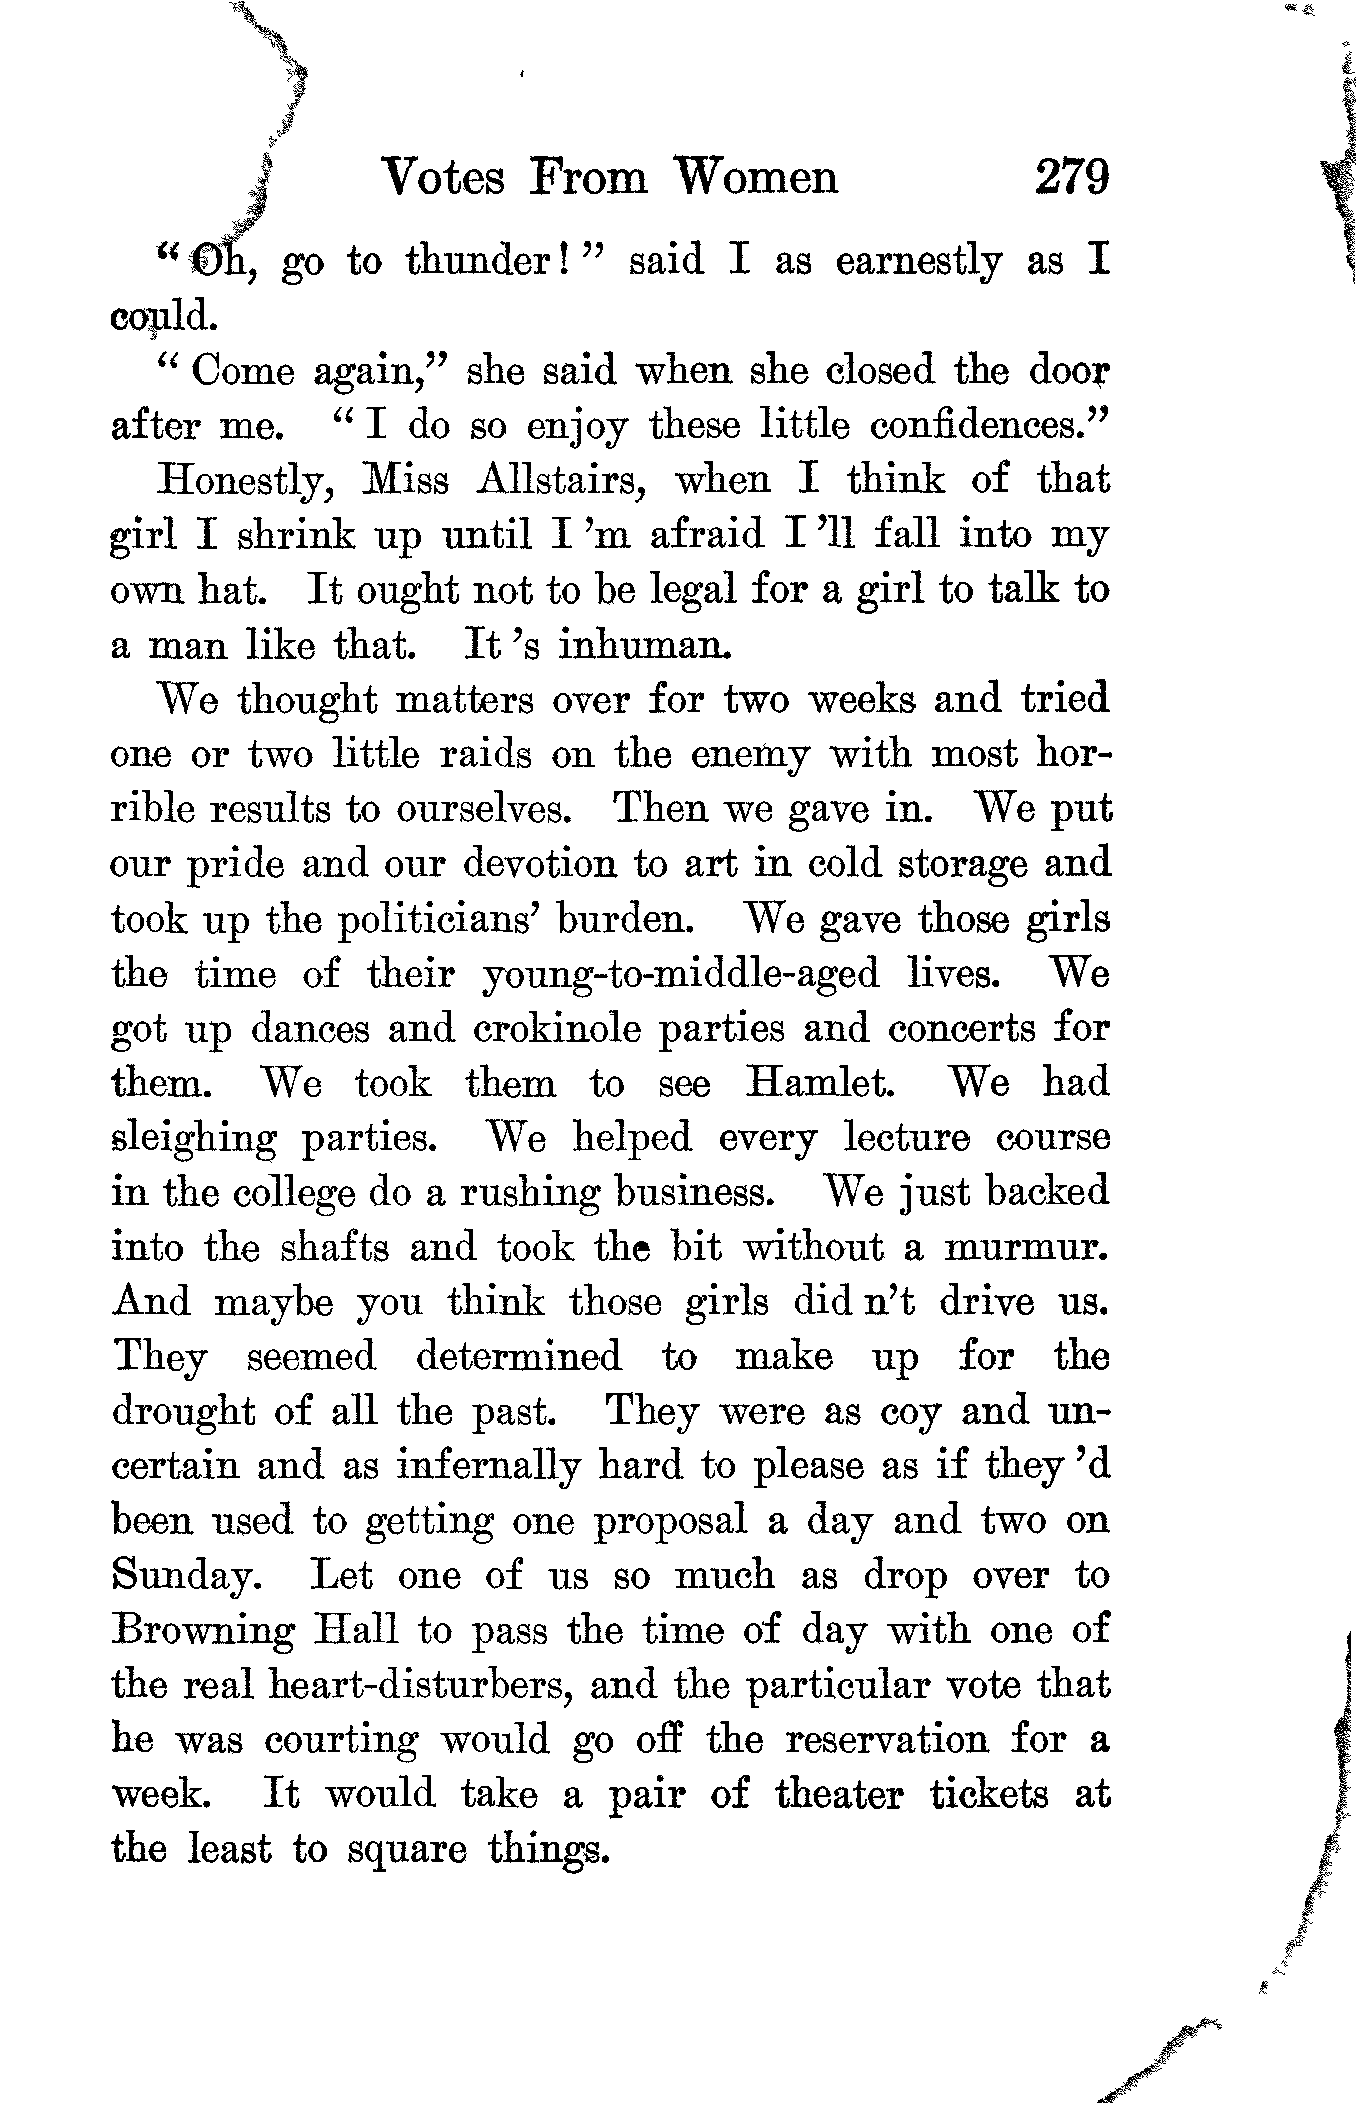 Votes From Women 279
"Oh, go to thunder!" said I as earnestly as I
could.
"Come again," she said when she closed the door
after me. "I do so enjoy these little confidences."
Honestly, Miss Allstairs, when I think of that
girl I shrink up until I'm afraid I'll fall into my
own hat. It ought not to be legal for a girl to talk to
a man like that. It's inhuman.
We thought matters over for two weeks and tried
one or two little raids on the enemy with most hor-
rible results to ourselves. Then we gave in. We put
our pride and our devotion to art in cold storage and
took up the politicians' burden. We gave those girls
the time of their young-to-middle-aged lives. We
got up dances and crokinole parties and concerts for
them. We took them to see Hamlet. We had
sleighing parties. We helped every lecture course
in the college do a rushing business. We just backed
into the shafts and took the bit without a murmur.
And maybe you think those girls didn't drive us.
They seemed determined to make up for the
drought of all the past. They were as coy and un-
certain and as infernally hard to please as if they'd
been used to getting one proposal a day and two on
Sunday. Let one of us so much as drop over to
Browning Hall to pass the time of day with one of
the real heart-disturbers, and the particular vote that
he was courting would go off the reservation for a
week. It would take a pair of theater tickets at
the least to square things.